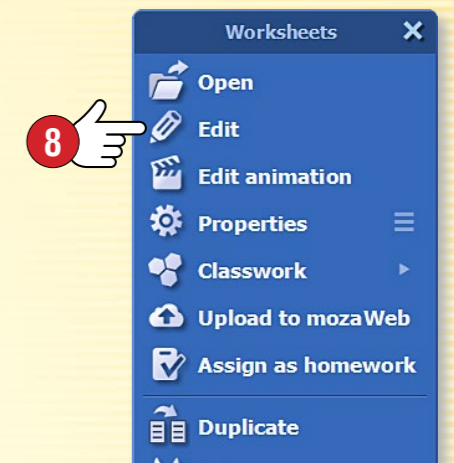 Worksheets
Open
8
Edit
Edit animation
Properties
Classwork
Upload to mozaWeb
Assign as homework
Duplicate